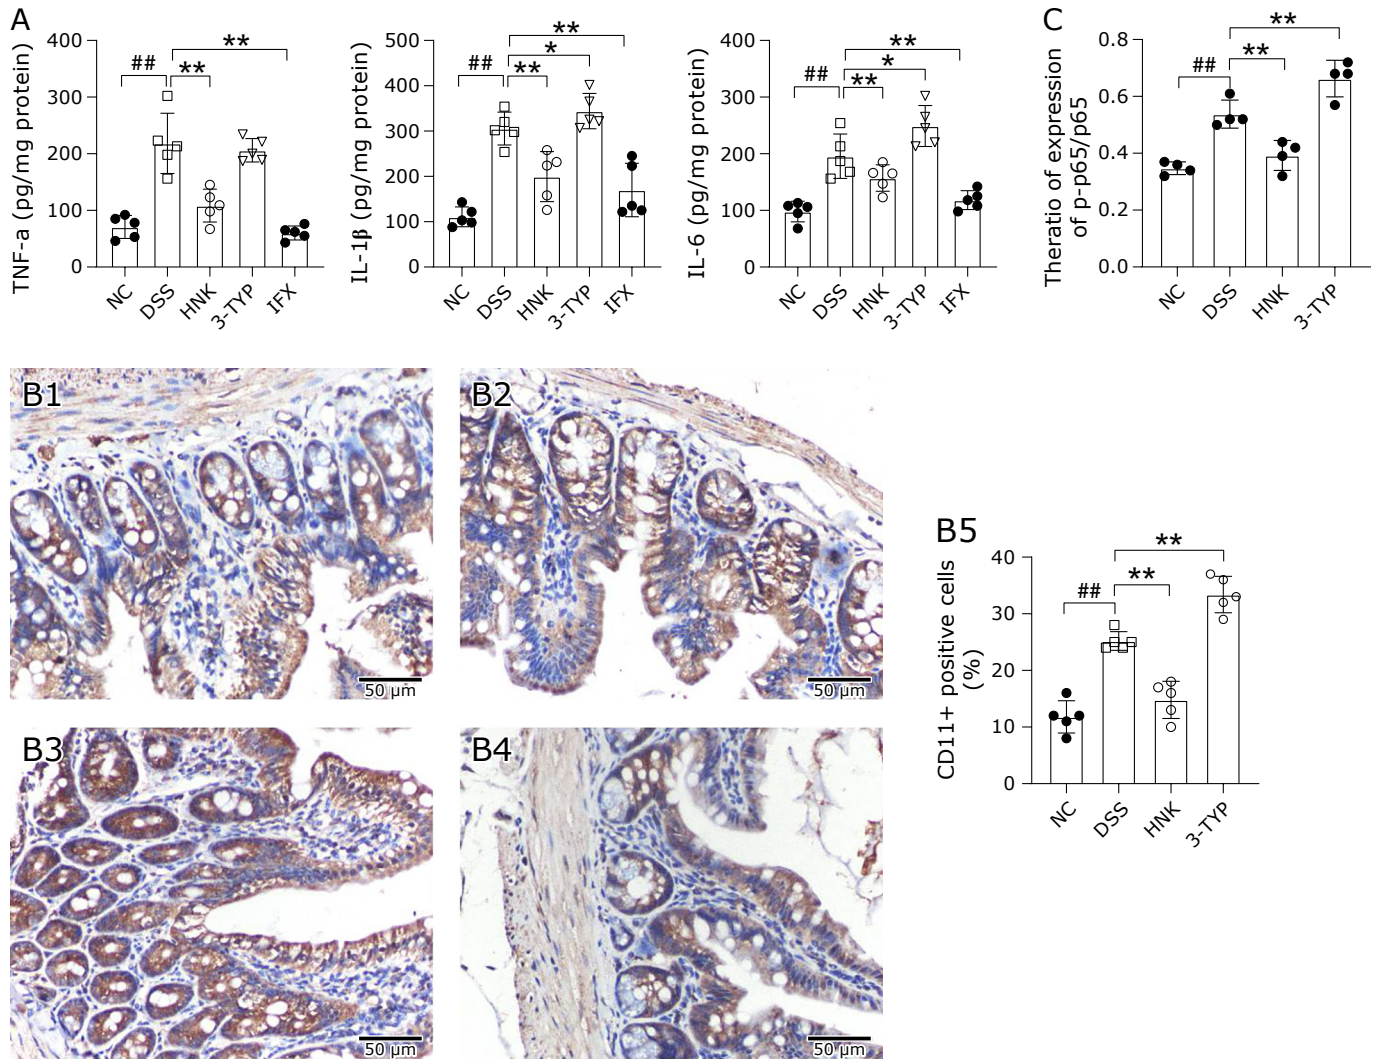 A
TNF-a (pg/mg protein)
400
300
200
100
0
##
**
**
NC
DSS
HNK
3-TYP
IFX
IL-1β (pg/mg protein)
500
400
300
200
100
0
##
**
*
**
NC
DSS
HNK
3-TYP
IFX
IL-6 (pg/mg protein)
400
300
200
100
0
##
**
*
**
NC
DSS
HNK
3-TYP
IFX
C
Theratio of expression
of p-p65/p65
0.8
0.6
0.4
0.2
0.0
##
**
**
NC
DSS
HNK
3-TYP
B1
50 μm
B2
50 μm
B3
50 μm
B4
50 μm
B5
CD11+ positive cells
(%)
40
30
20
10
0
##
**
**
NC
DSS
HNK
3-TYP